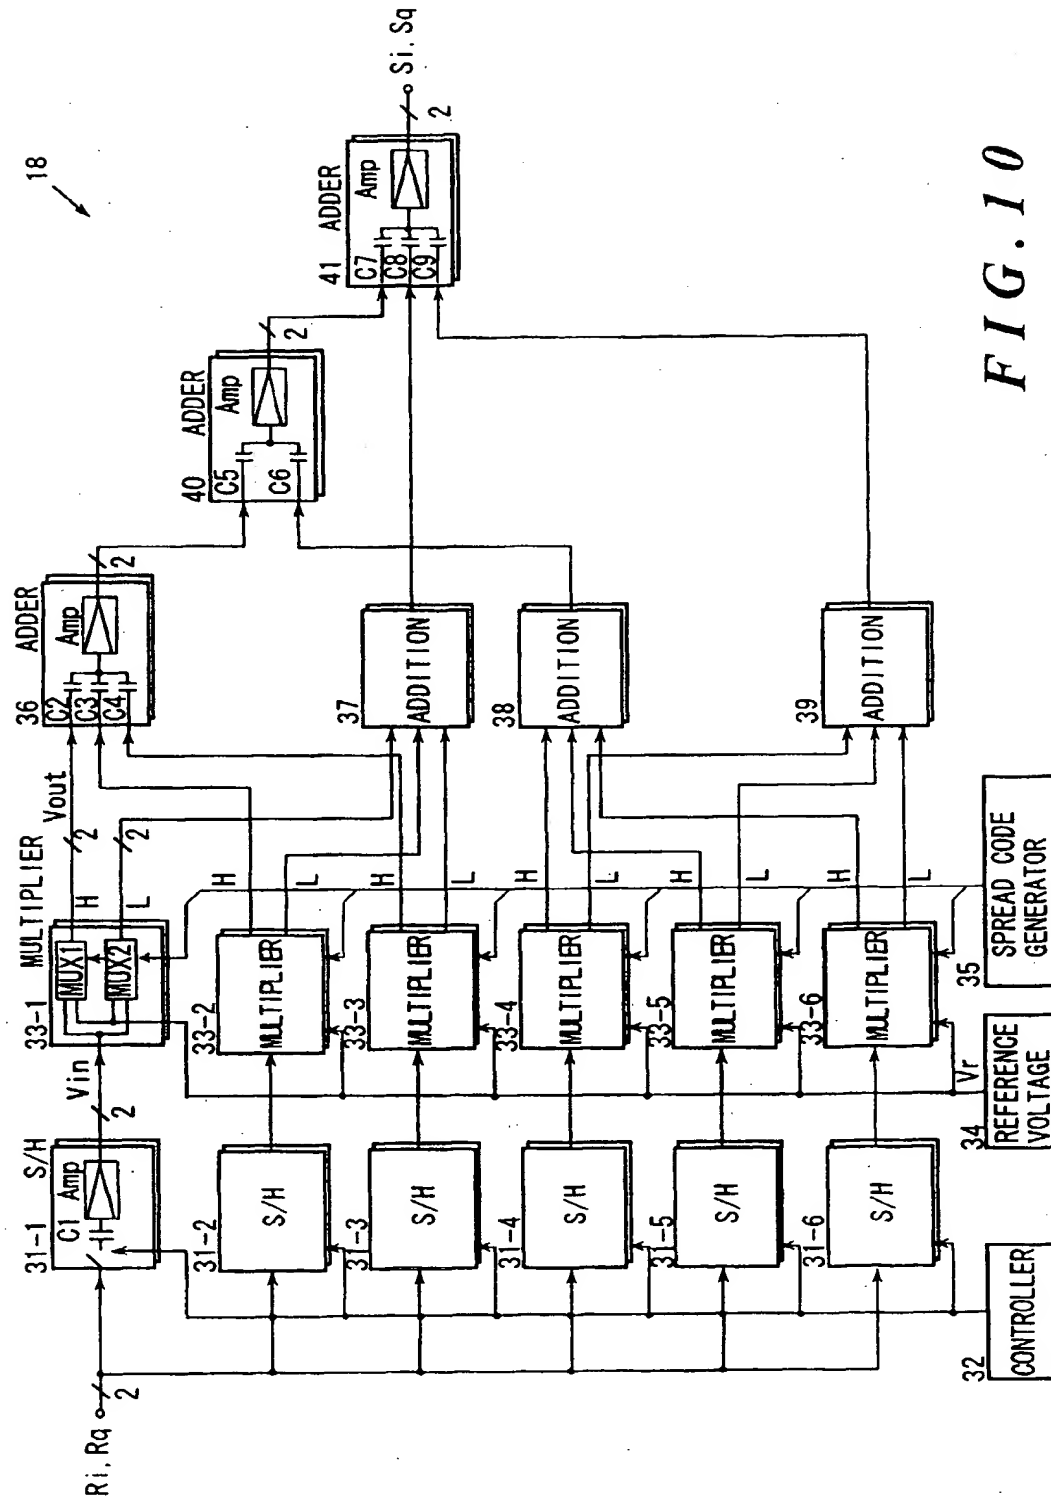 18
Ri, Rq
2
31-1
S/H
C1
Amp
2
Vin
33-1
MULTIPLIER
MUX1
MUX2
H
L
2
2
Vout
36
ADDER
C2
C3
C4
Amp
2
40
ADDER
C5
C6
Amp
2
41
ADDER
C7
C8
C9
Amp
2
Si, Sq
31-2
S/H
33-2
MULTIPLIER
H
L
31-3
S/H
33-3
MULTIPLIER
H
L
37
ADDITION
31-4
S/H
33-4
MULTIPLIER
H
L
38
ADDITION
31-5
S/H
33-5
MULTIPLIER
H
L
31-6
S/H
33-6
MULTIPLIER
H
L
39
ADDITION
32
CONTROLLER
34
REFERENCE
VOLTAGE
Vr
35
SPREAD CODE
GENERATOR
FIG. 10